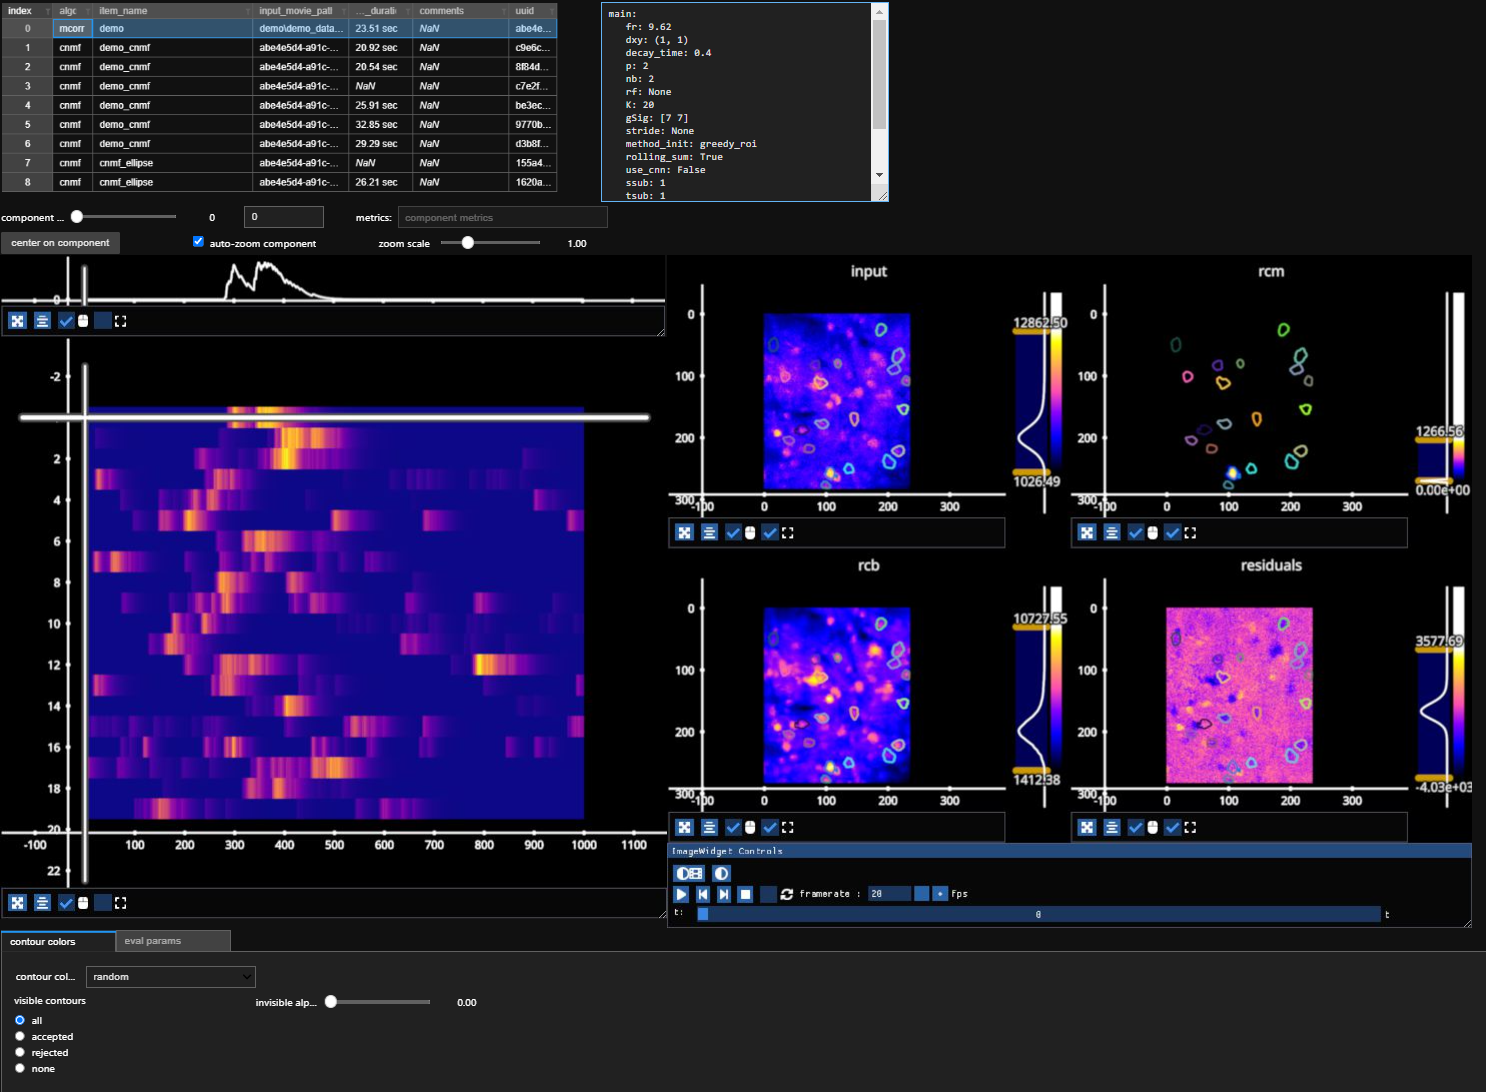 index algc item_name input_movie_patl ..._duratic comments uuid
0 mcorr demo demo\demo_data... 23.51 sec NaN abe4e...
1 cnmf demo_cnmf abe4e5d4-a91c-... 20.92 sec NaN c9e6c...
2 cnmf demo_cnmf abe4e5d4-a91c-... 20.54 sec NaN 8f84d...
3 cnmf demo_cnmf abe4e5d4-a91c-... NaN NaN c7e2f...
4 cnmf demo_cnmf abe4e5d4-a91c-... 25.91 sec NaN be3ec...
5 cnmf demo_cnmf abe4e5d4-a91c-... 32.85 sec NaN 9770b...
6 cnmf demo_cnmf abe4e5d4-a91c-... 29.29 sec NaN d3b8f...
7 cnmf cnmf_ellipse abe4e5d4-a91c-... NaN NaN 155a4...
8 cnmf cnmf_ellipse abe4e5d4-a91c-... 26.21 sec NaN 1620a...
main:
fr: 9.62
dxy: (1, 1)
decay_time: 0.4
p: 2
nb: 2
rf: None
K: 20
gSig: [7 7]
stride: None
method_init: greedy_roi
rolling_sum: True
use_cnn: False
ssub: 1
tsub: 1
component ... 0 0 metrics: component metrics
center on component auto-zoom component zoom scale 1.00
0
-2
2
4
6
8
10
12
14
16
18
20
22
-100 100 200 300 400 500 600 700 800 900 1000 1100
input
0
100
200
300
-100 0 100 200 300
12862.50
1026.49
rcm
0
100
200
300
-100 0 100 200 300
1266.56
0.00e+00
rcb
0
100
200
300
-100 0 100 200 300
10727.55
1412.38
residuals
0
100
200
300
-100 0 100 200 300
3577.69
-4.03e+03
ImageWidget Controls
framerate : 20 + fps
t: 0 t
contour colors eval params
contour col... random
visible contours invisible alp... 0.00
all
accepted
rejected
none